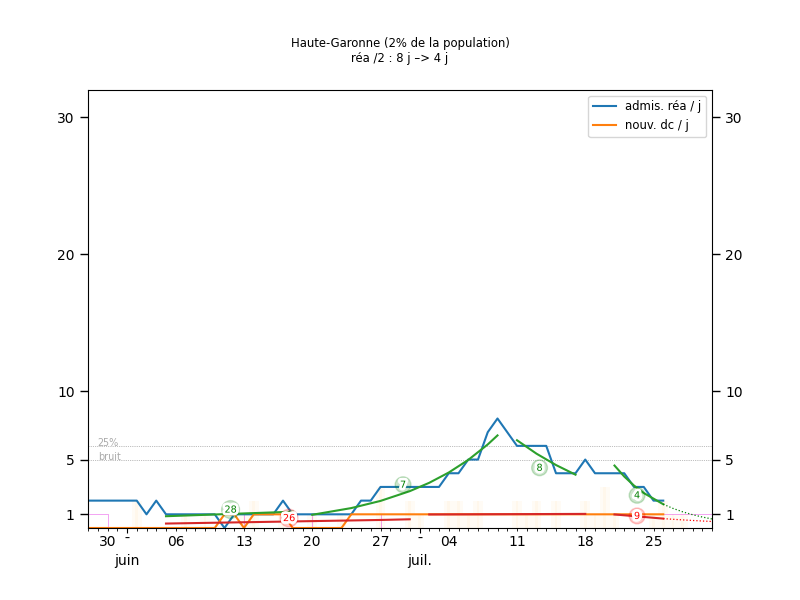 Haute-Garonne (2% de la population)
réa /2 : 8 j –> 4 j
admis. réa / j
nouv. dc / j
30 30
20 20
10 10
25%
bruit
5 5
1 1
28
26
7
8
4
9
30 - 06 13 20 27 - 04 11 18 25
juin juil.